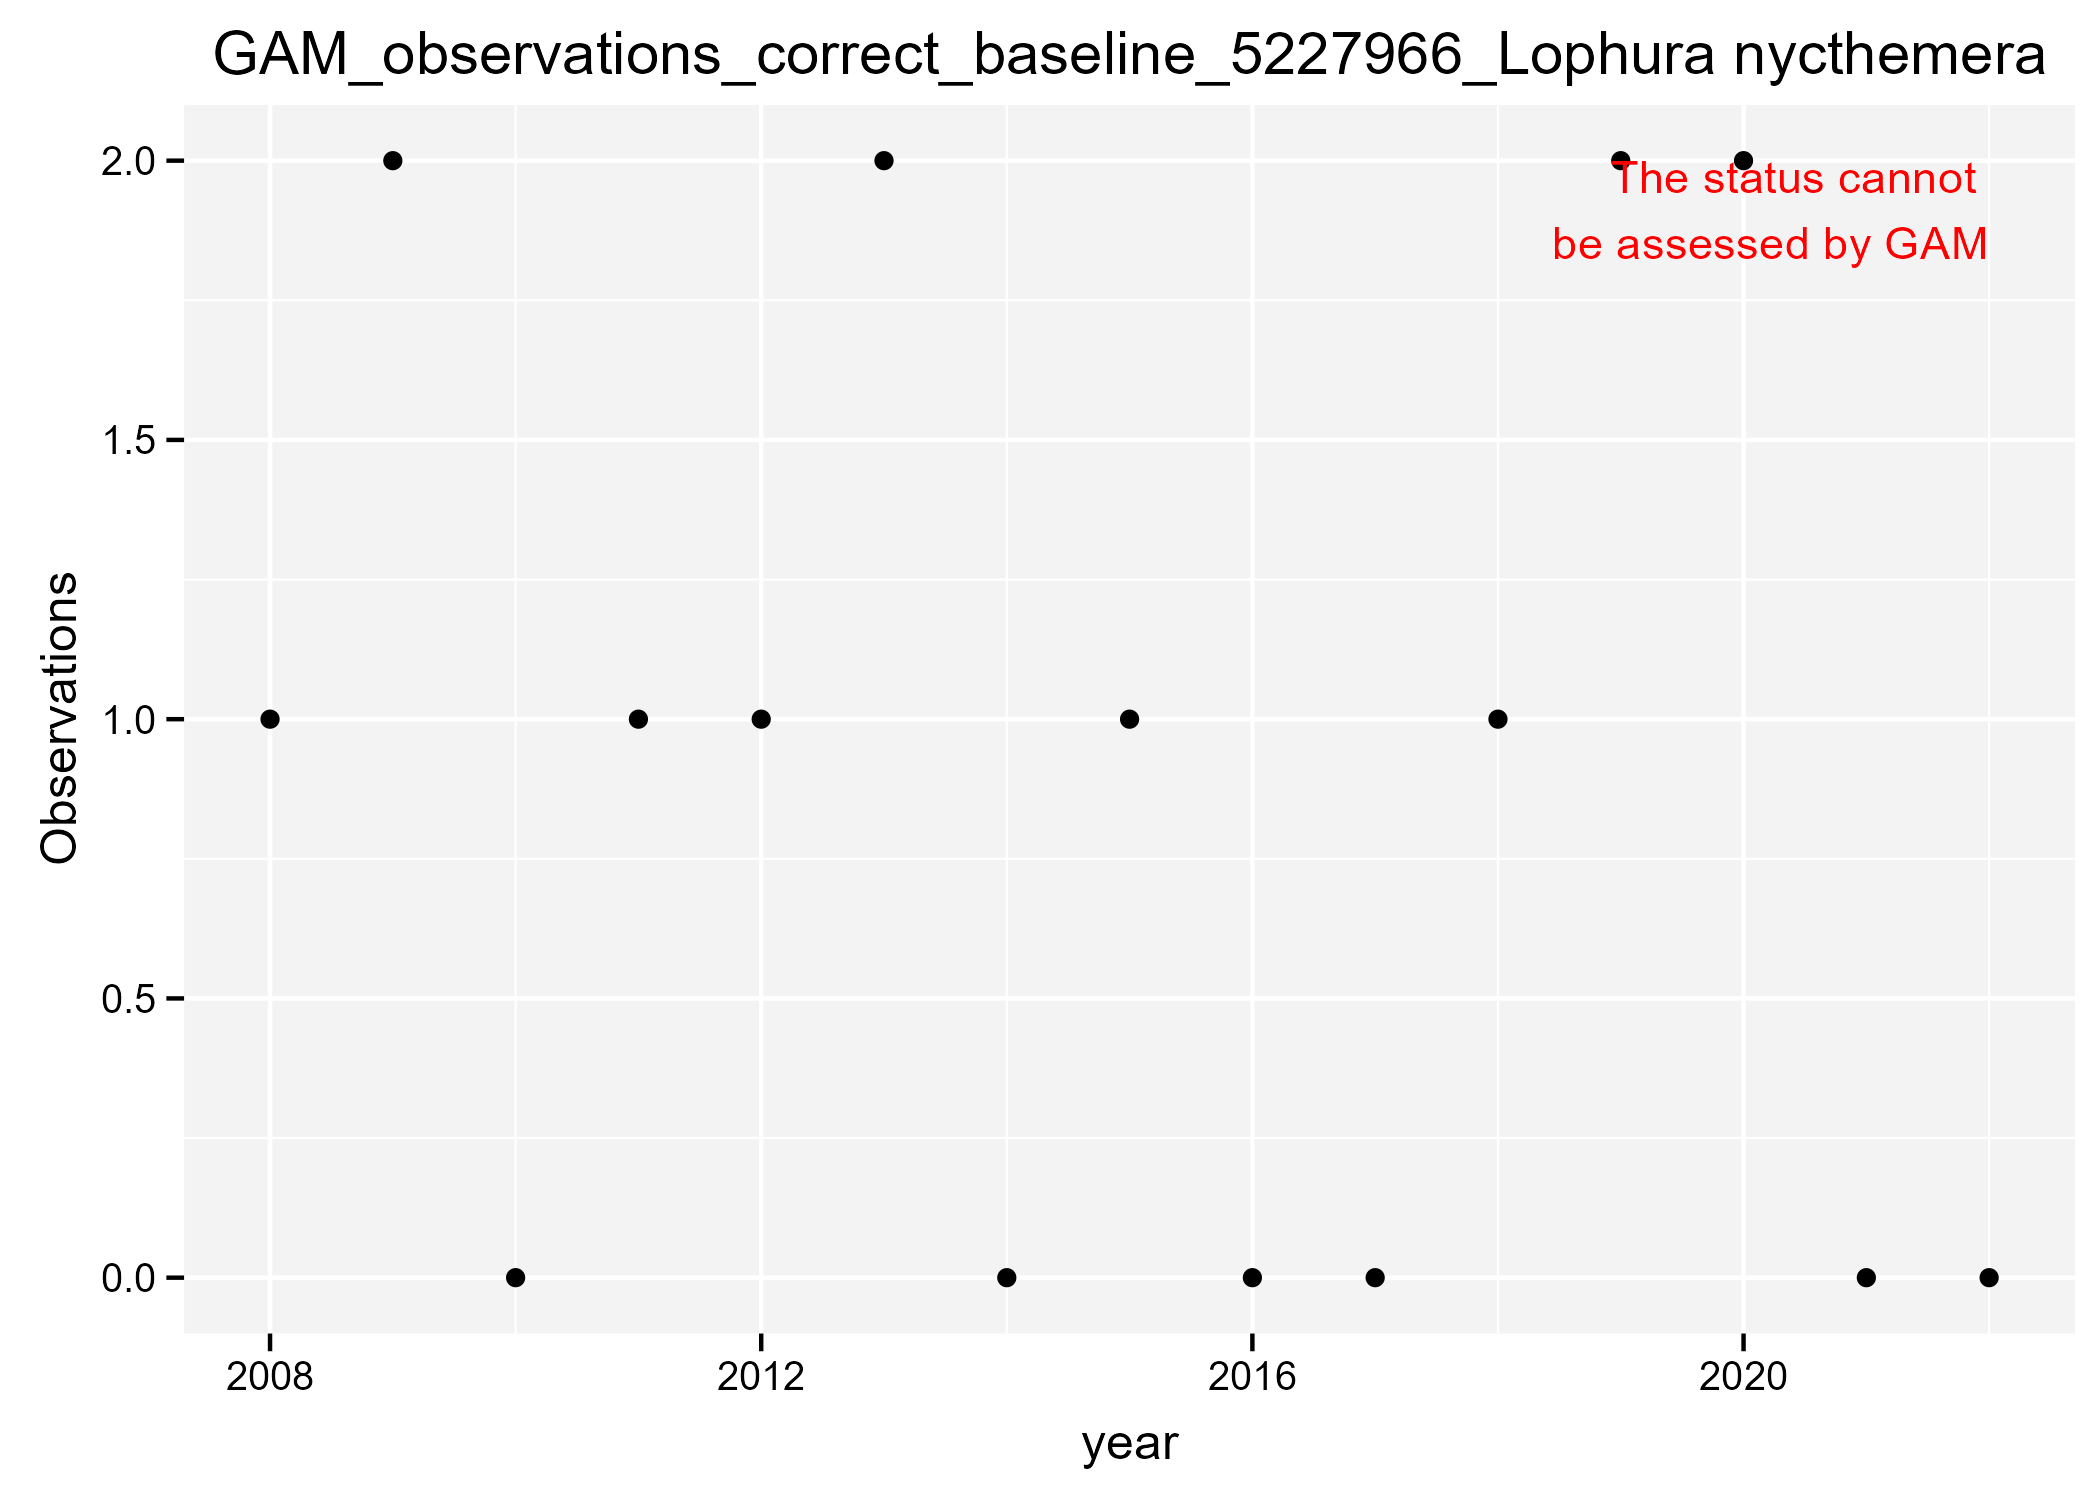 GAM_observations_correct_baseline_5227966_Lophura nycthemera
2.0
The status cannot
be assessed by GAM
1.5
1.0
0.5
0.0
Observations
2008 2012 2016 2020
year